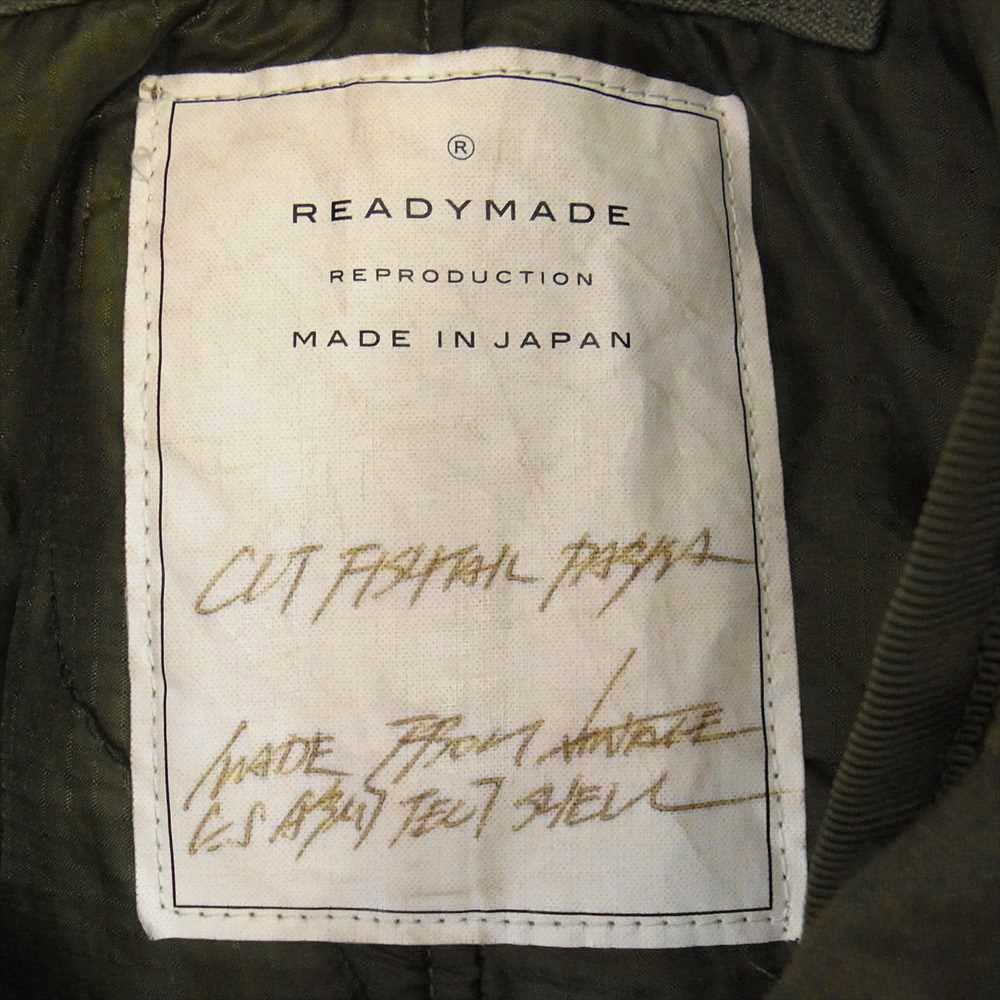 ®
READYMADE
REPRODUCTION
MADE IN JAPAN
CUT FISHTAIL PARKA
MADE FROM VINTAGE
U.S ARMY TENT SHELL